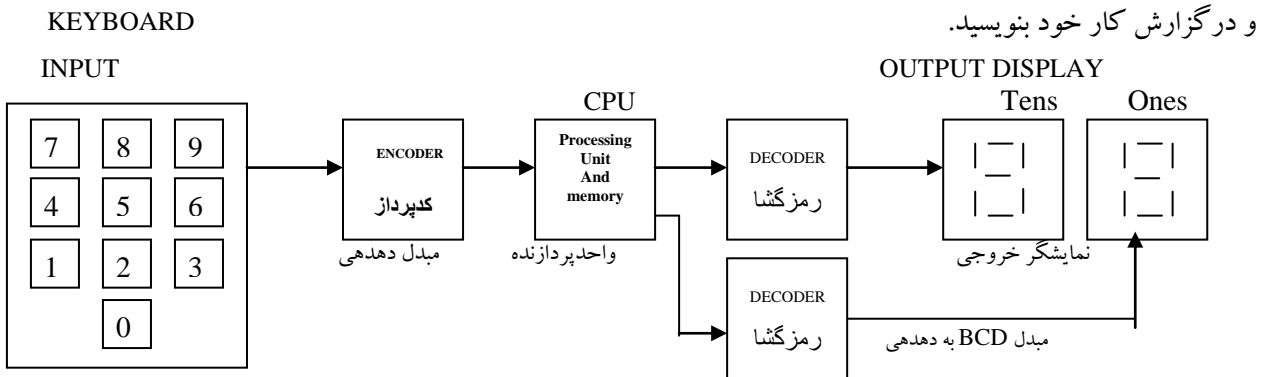 و درگزارش کار خود بنویسید.
KEYBOARD
INPUT
OUTPUT DISPLAY
CPU
Tens
Ones
7 8 9
4 5 6
1 2 3
0
ENCODER
کدپرداز
مبدل دهدهی
Processing
Unit
And
memory
واحدپردازنده
DECODER
رمزگشا
نمایشگر خروجی
DECODER
رمزگشا
مبدل BCD به دهدهی